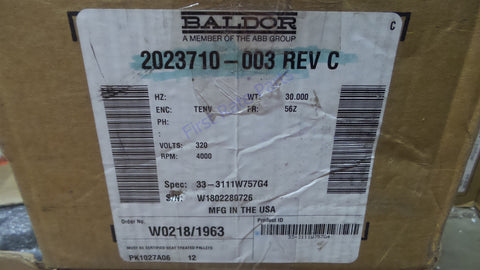 BALDOR
A MEMBER OF THE ABB GROUP
C
2023710-003 REV C
HZ: WT: 30.000
ENC: TENV FR: 56Z
PH:
VOLTS: 320
RPM: 4000
Spec: 33-3111W757G4
S/N: W1802280726
MFG IN THE USA
Order No. Product ID
W0218/1963
33-3111W757G4
MUST BE CERTIFIED HEAT TREATED PALLETS
PK1027A06 12